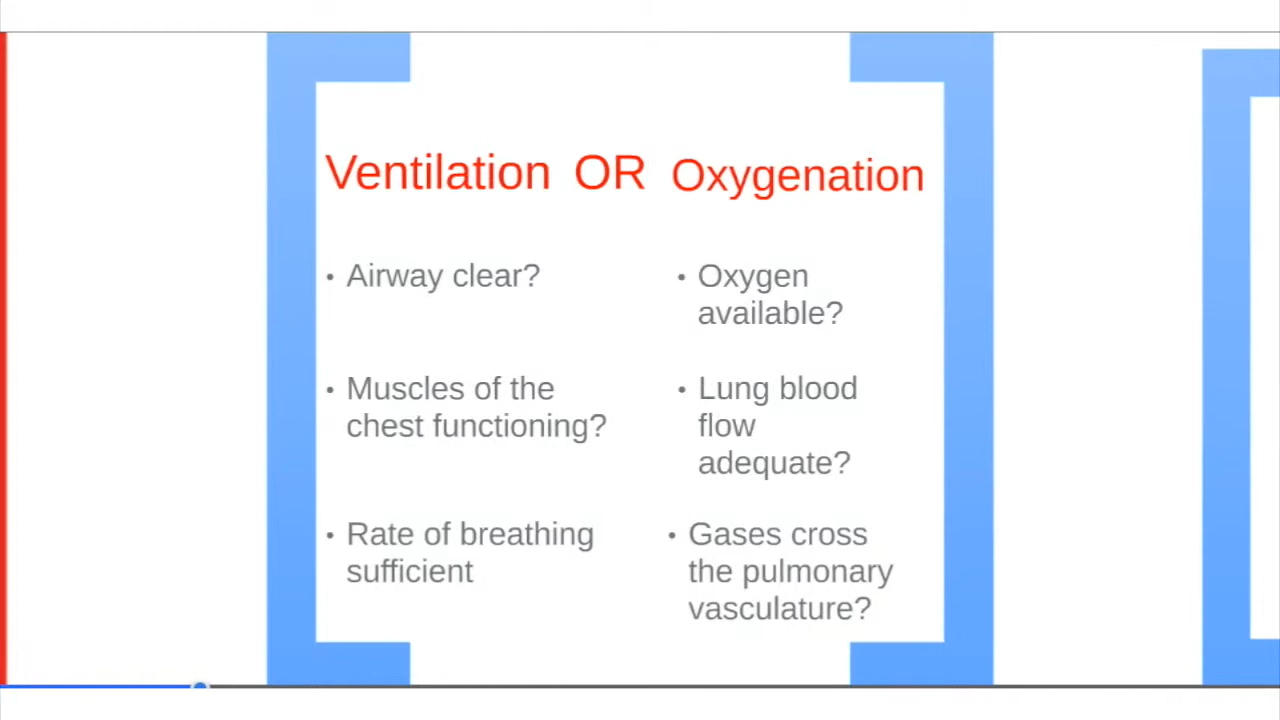 Ventilation OR Oxygenation
• Airway clear?
• Muscles of the
chest functioning?
• Rate of breathing
sufficient
• Oxygen
available?
• Lung blood
flow
adequate?
• Gases cross
the pulmonary
vasculature?